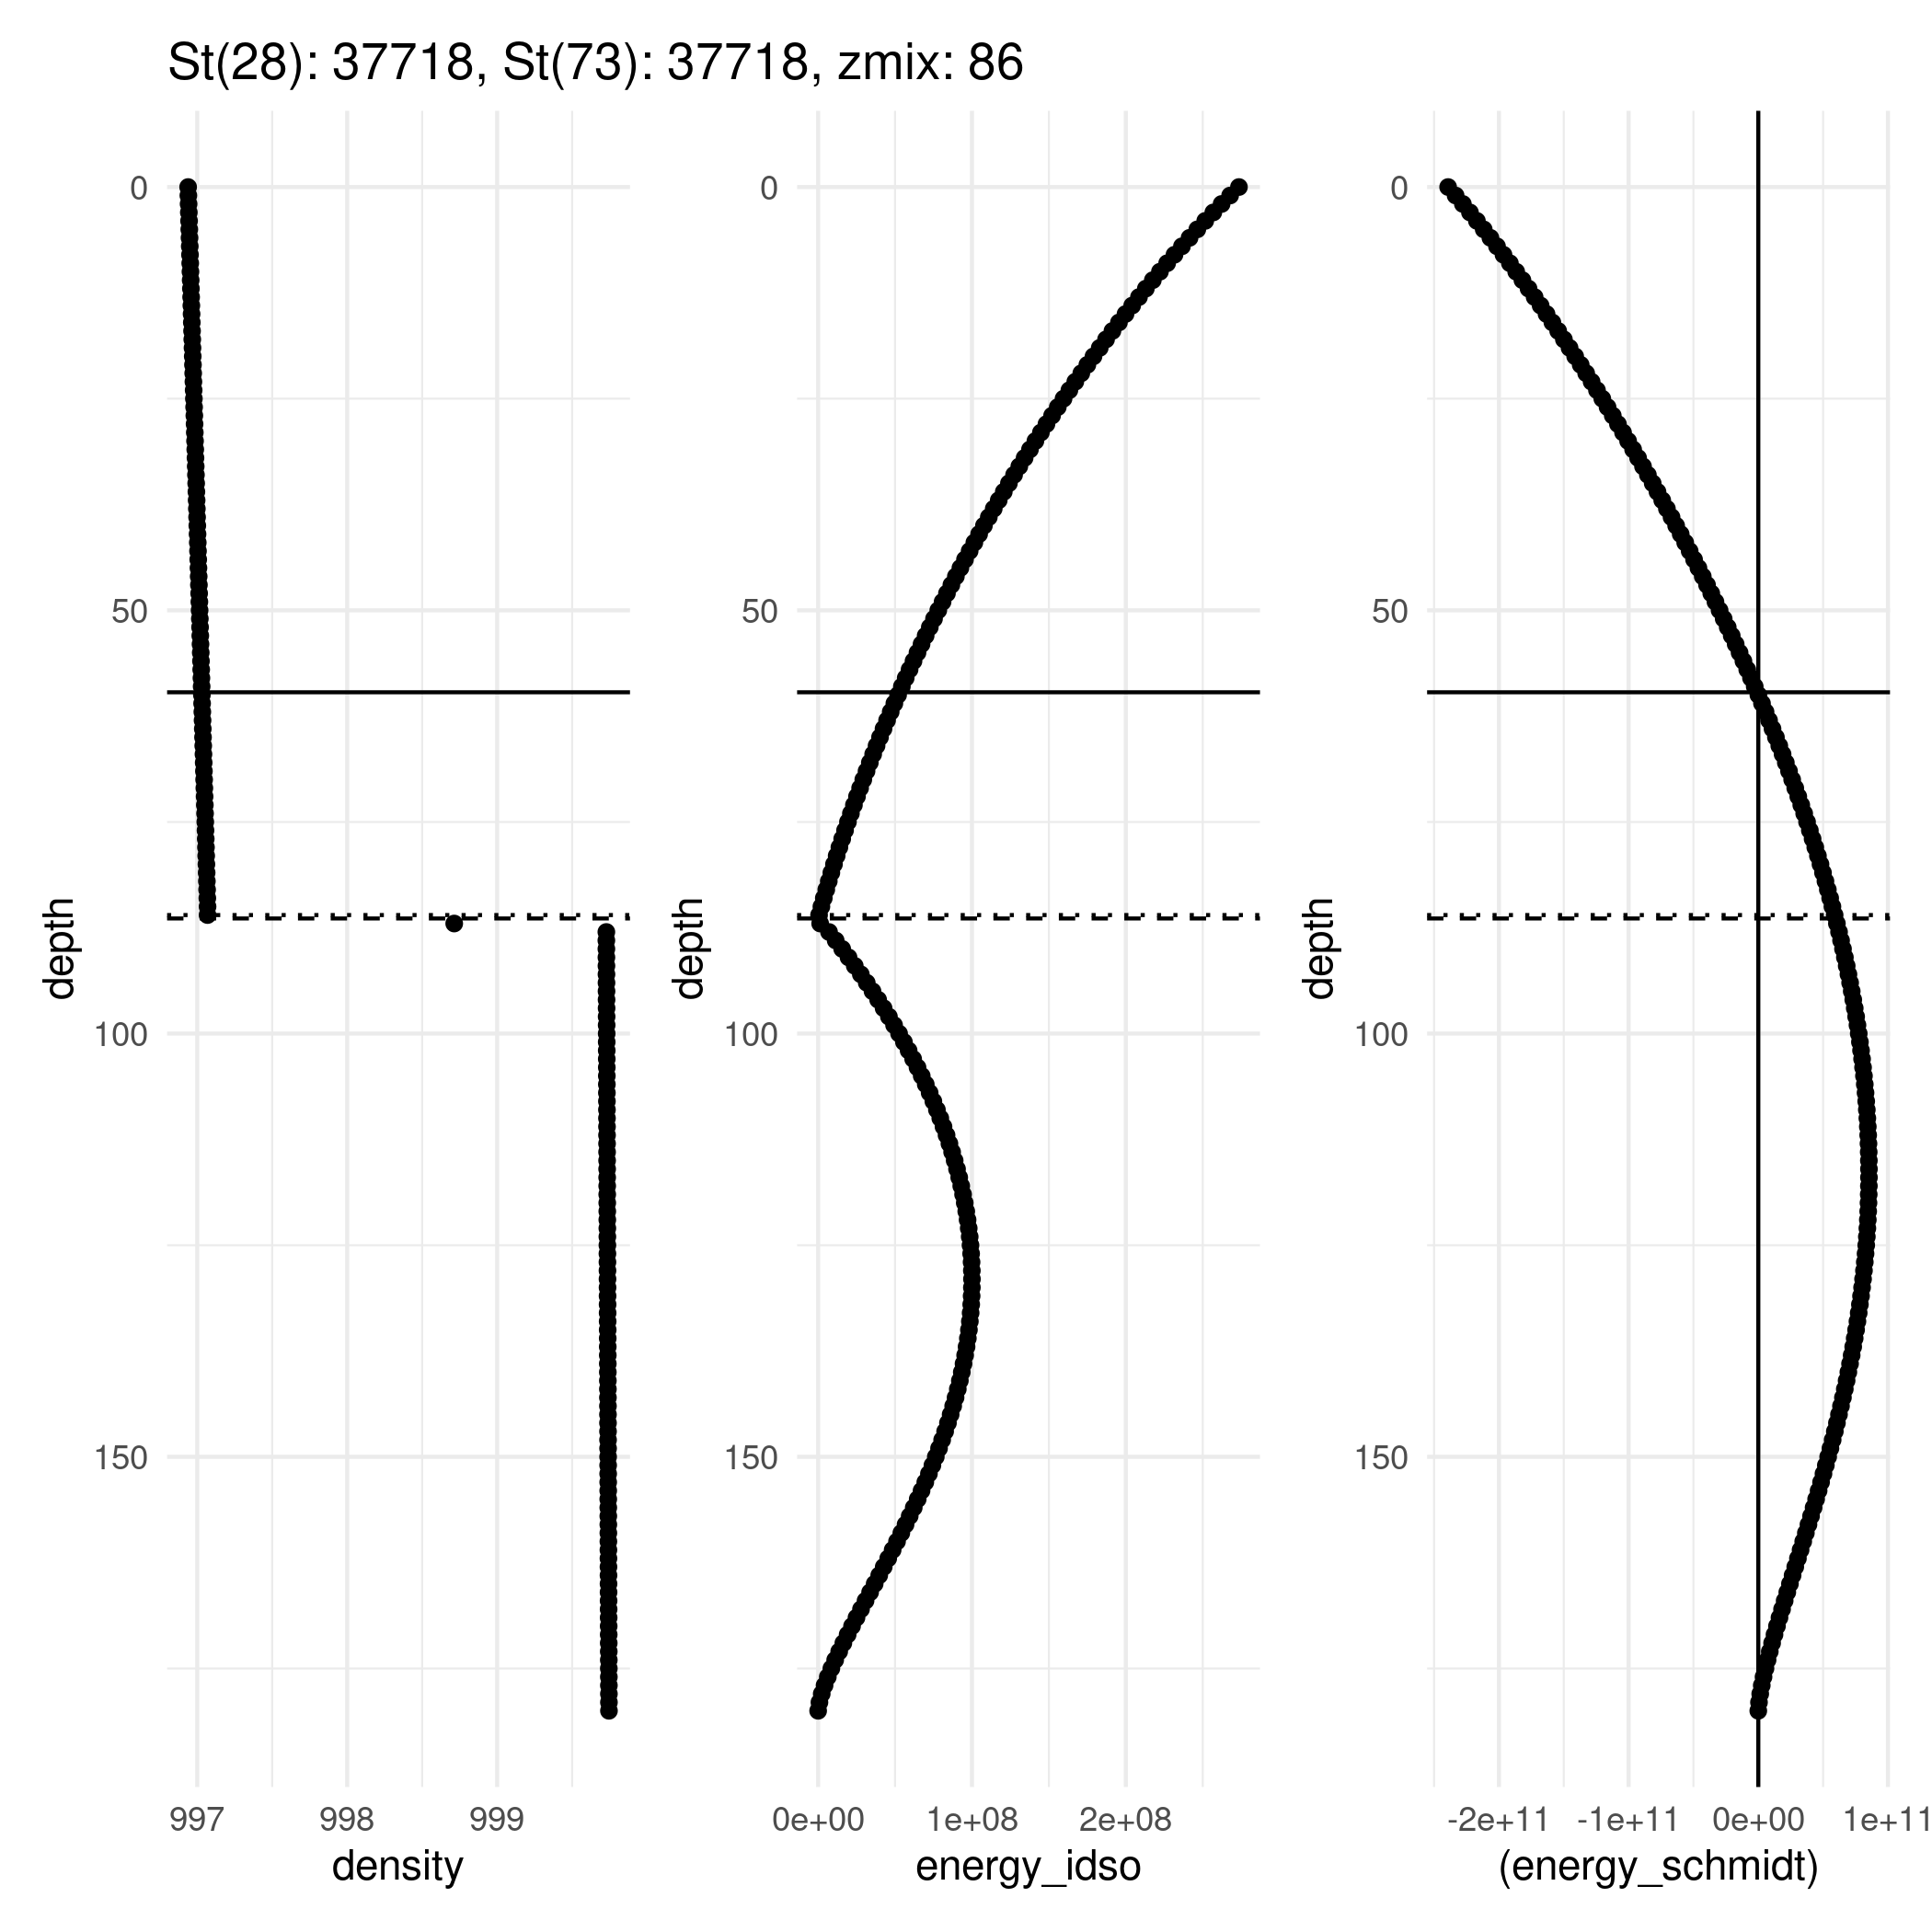 St(28): 37718, St(73): 37718, zmix: 86
0
50
100
150
depth
997 998 999
density
0
50
100
150
depth
0e+00 1e+08 2e+08
energy_idso
0
50
100
150
depth
-2e+11 -1e+11 0e+00 1e+11
(energy_schmidt)